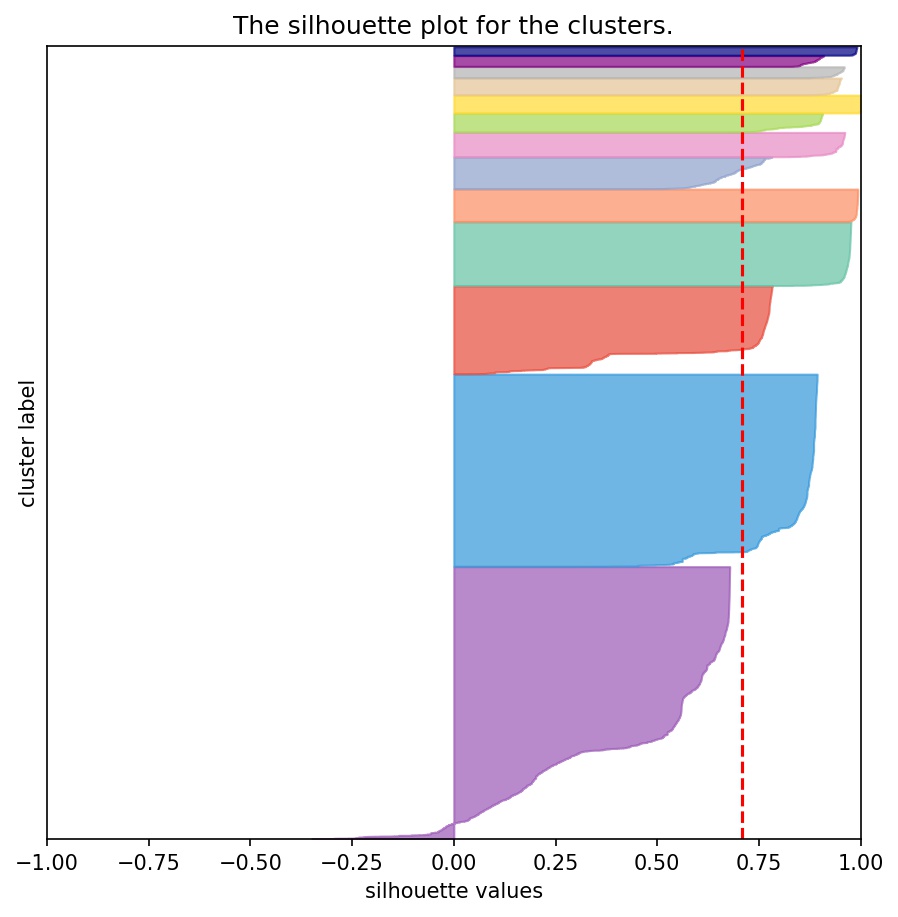 The silhouette plot for the clusters.
cluster label
−1.00 −0.75 −0.50 −0.25 0.00 0.25 0.50 0.75 1.00
silhouette values